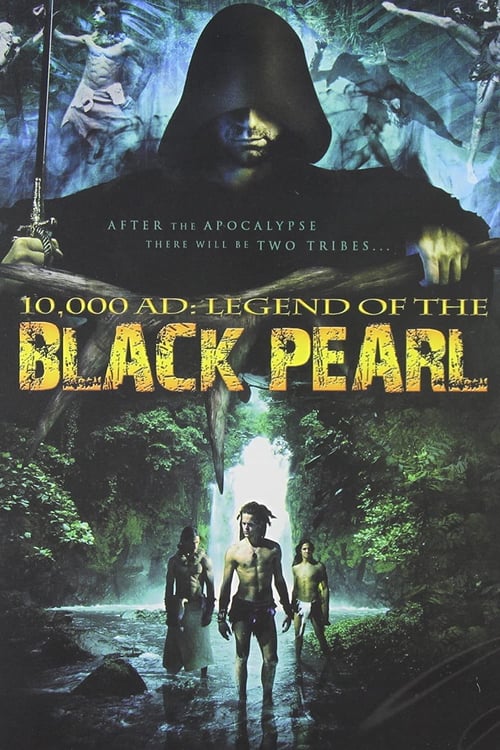 AFTER THE APOCALYPSE
THERE WILL BE TWO TRIBES...
10,000 AD: LEGEND OF THE
BLACK PEARL